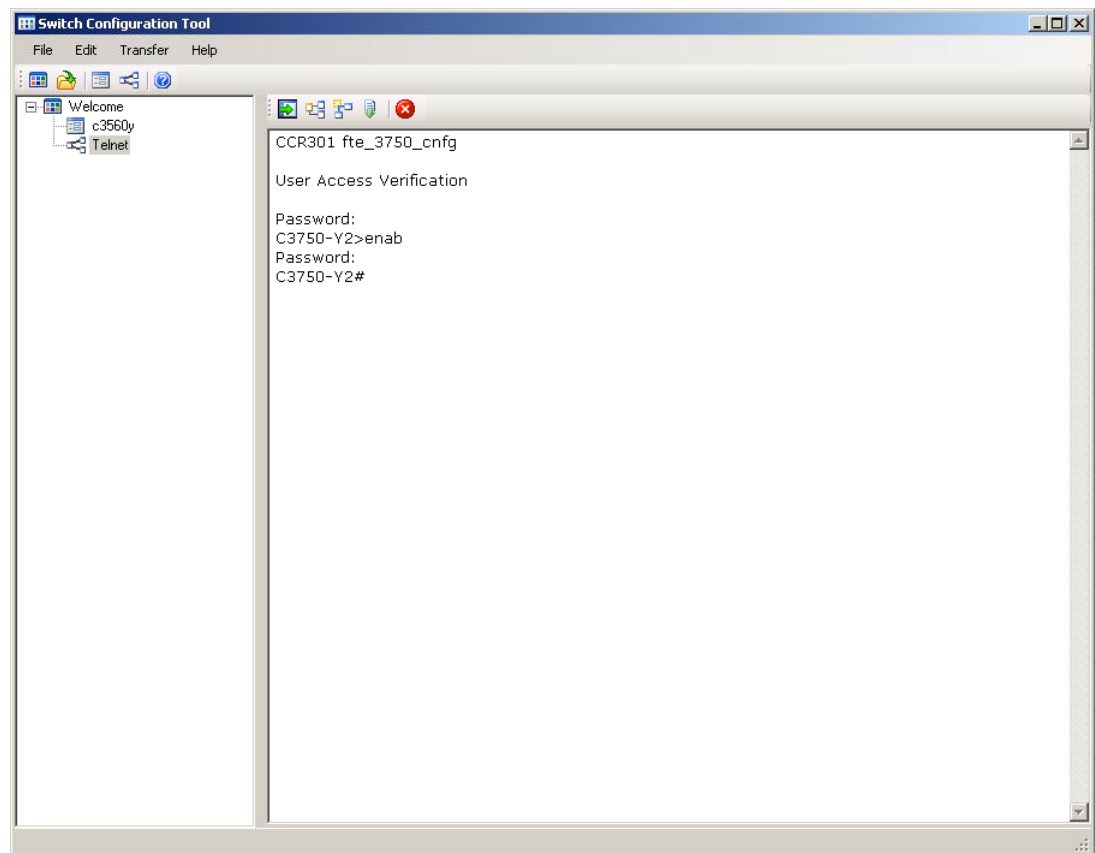 Switch Configuration Tool
File Edit Transfer Help
Welcome
c3560y
Telnet
CCR301 fte_3750_cnfg
User Access Verification
Password:
C3750-Y2>enab
Password:
C3750-Y2#